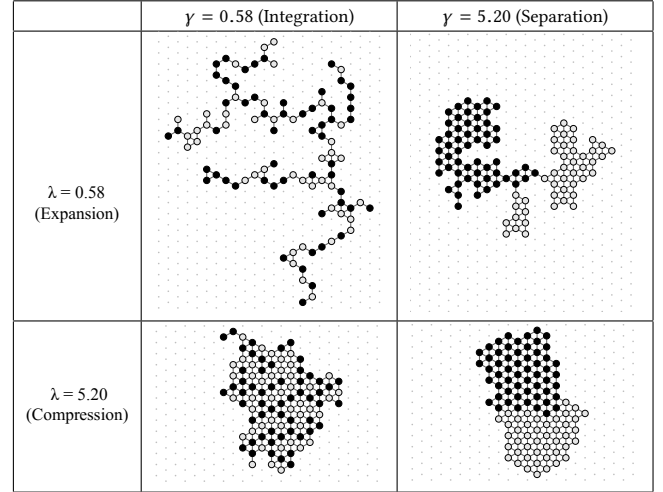 γ = 0.58 (Integration)
γ = 5.20 (Separation)
λ = 0.58
(Expansion)
λ = 5.20
(Compression)